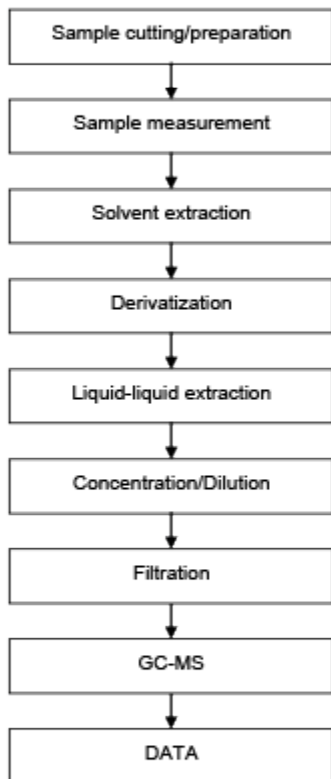 Sample cutting/preparation
Sample measurement
Solvent extraction
Derivatization
Liquid-liquid extraction
Concentration/Dilution
Filtration
GC-MS
DATA